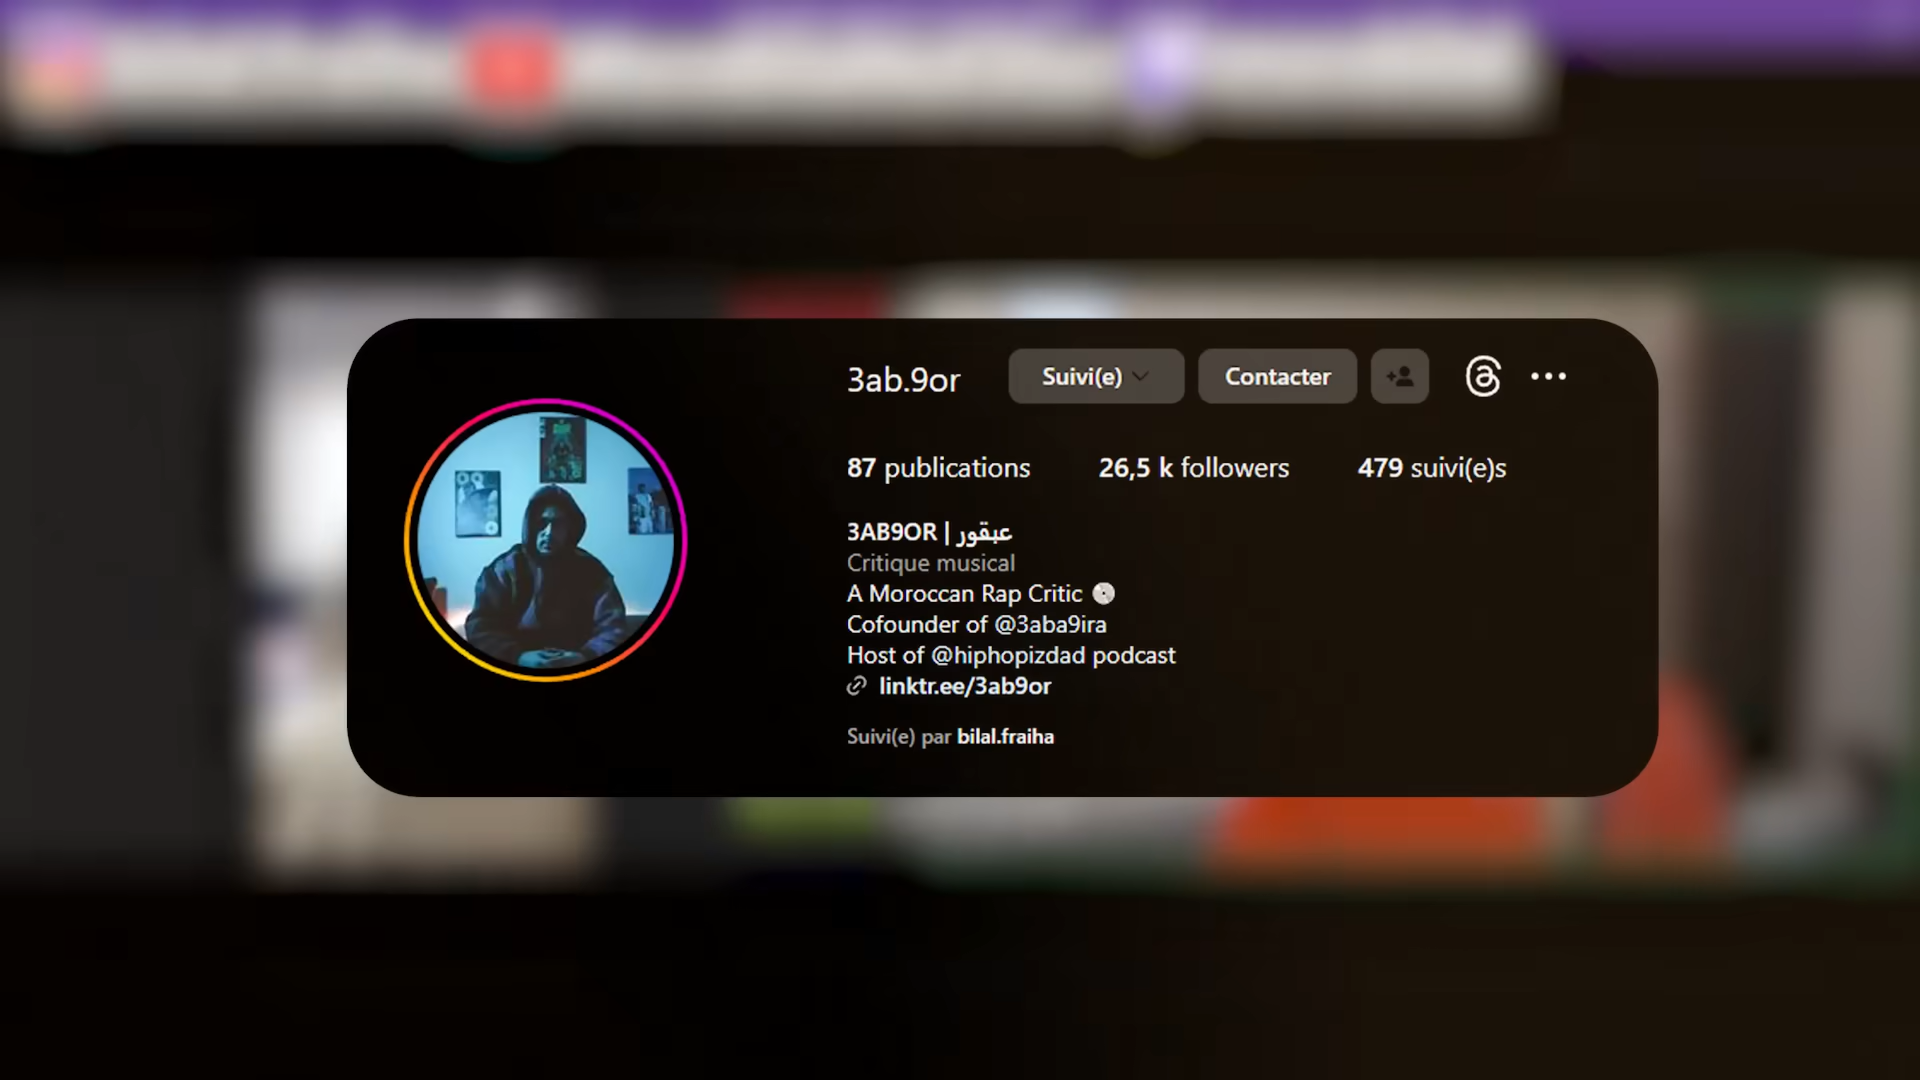 3ab.9or Suivi(e) Contacter
87 publications 26,5 k followers 479 suivi(e)s
3AB9OR | عبقور
Critique musical
A Moroccan Rap Critic 💿
Cofounder of @3aba9ira
Host of @hiphopizdad podcast
linktr.ee/3ab9or
Suivi(e) par bilal.fraiha